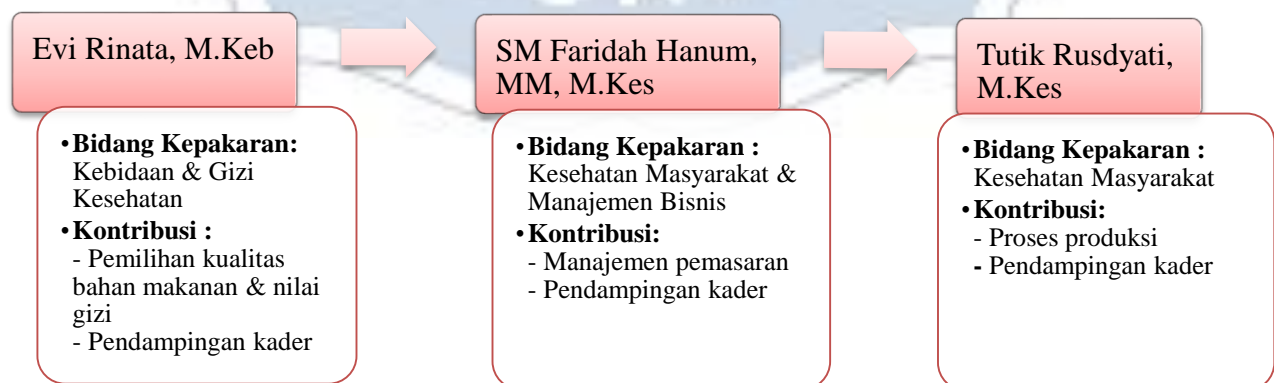 Evi Rinata, M.Keb
•Bidang Kepakaran:
Kebidaan & Gizi
Kesehatan
•Kontribusi :
- Pemilihan kualitas
bahan makanan & nilai
gizi
- Pendampingan kader
SM Faridah Hanum,
MM, M.Kes
•Bidang Kepakaran :
Kesehatan Masyarakat &
Manajemen Bisnis
•Kontribusi:
- Manajemen pemasaran
- Pendampingan kader
Tutik Rusdyati,
M.Kes
•Bidang Kepakaran :
Kesehatan Masyarakat
•Kontribusi:
- Proses produksi
- Pendampingan kader